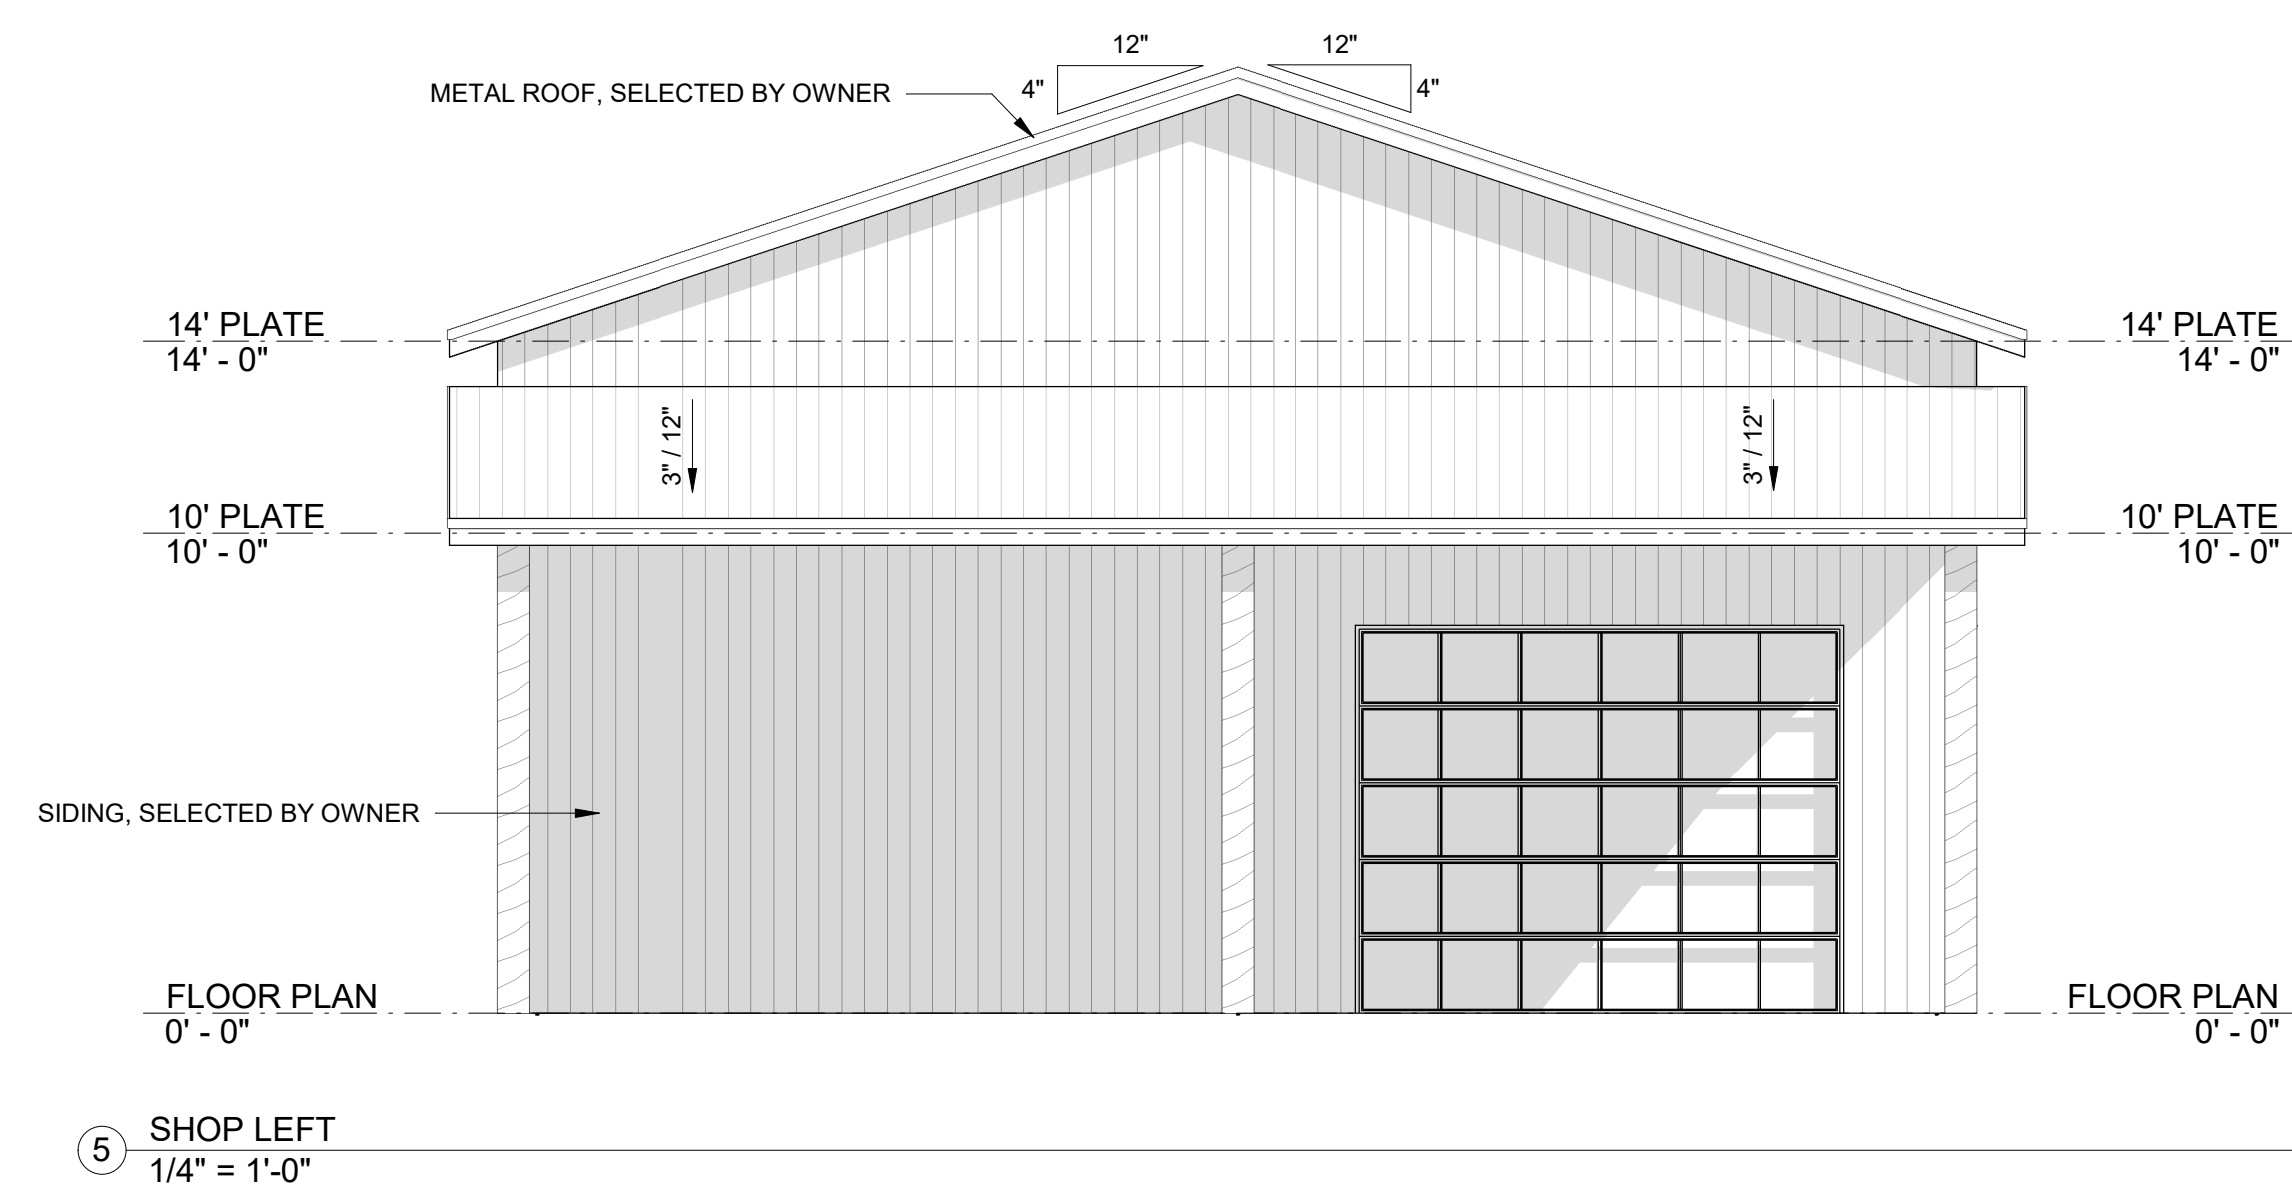 12" 12"
METAL ROOF, SELECTED BY OWNER 4" 4"
14' PLATE 14' PLATE
14' - 0" 14' - 0"
3" / 12" 3" / 12"
10' PLATE 10' PLATE
10' - 0" 10' - 0"
SIDING, SELECTED BY OWNER
FLOOR PLAN FLOOR PLAN
0' - 0" 0' - 0"
5 SHOP LEFT
1/4" = 1'-0"